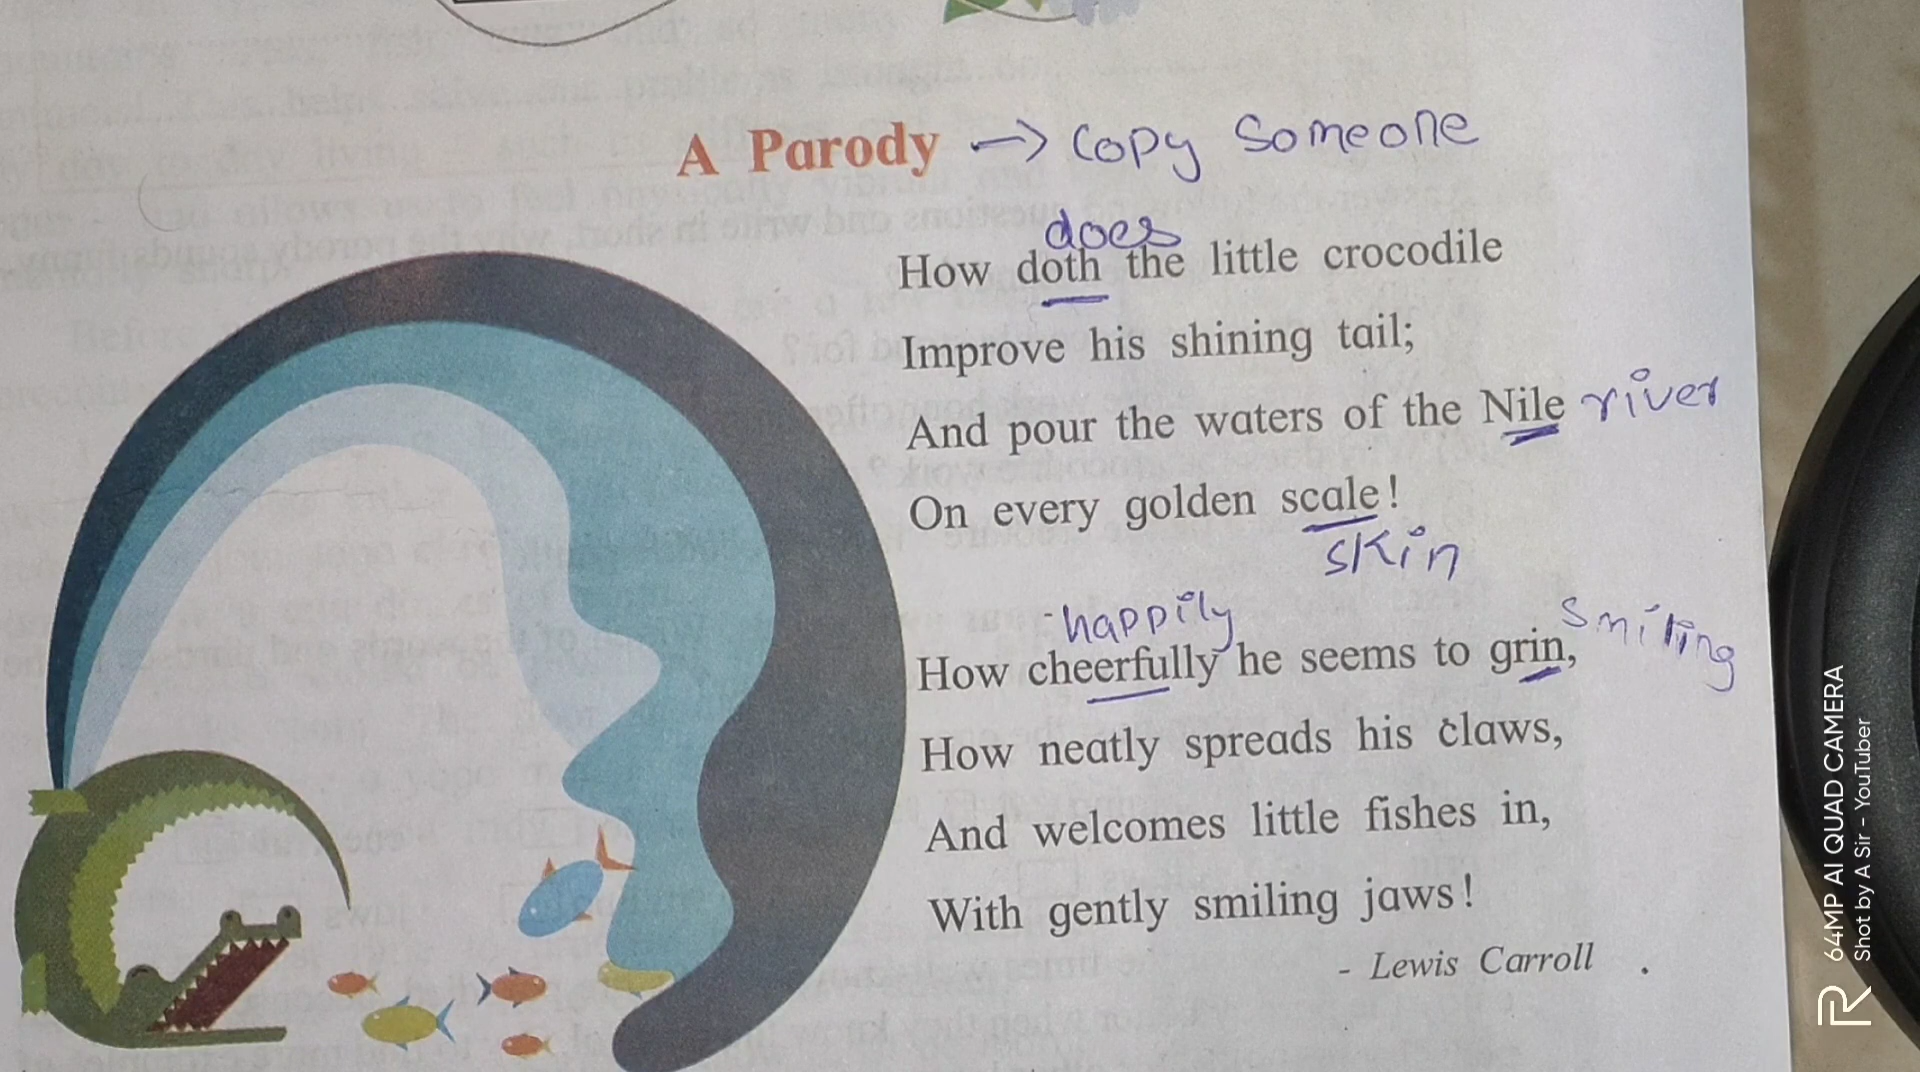 A Parody → copy someone
does
How doth the little crocodile
Improve his shining tail;
And pour the waters of the Nile river
On every golden scale!
skin
happily smiling
How cheerfully he seems to grin,
How neatly spreads his claws,
And welcomes little fishes in,
With gently smiling jaws!
- Lewis Carroll
64MP AI QUAD CAMERA
Shot by A Sir - YouTuber